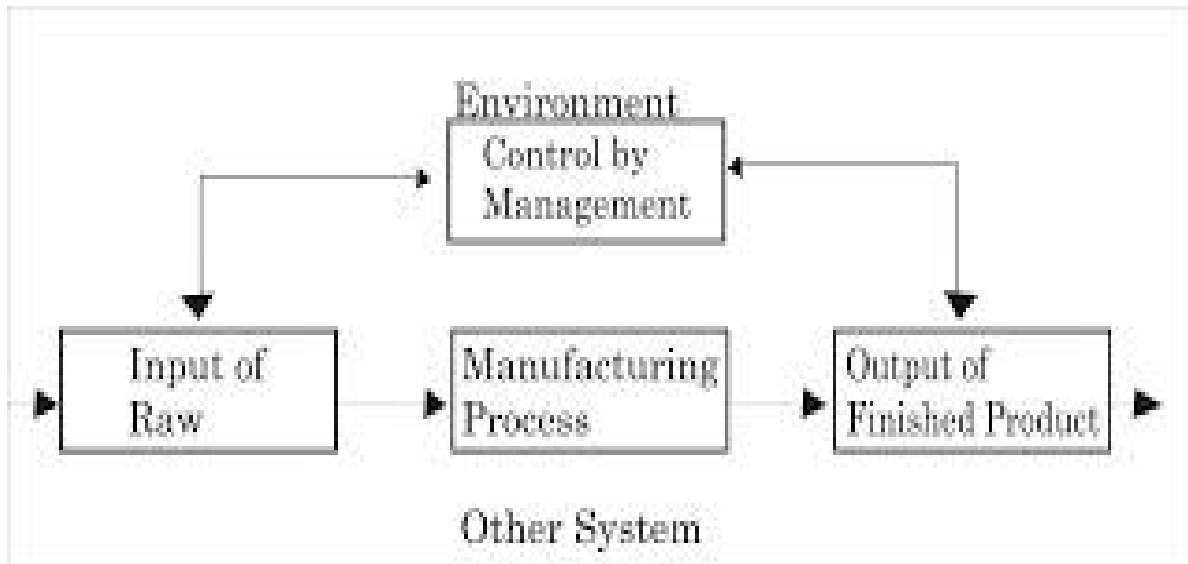 Environment
Control by
Management
Input of
Raw
Manufacturing
Process
Output of
Finished Product
Other System